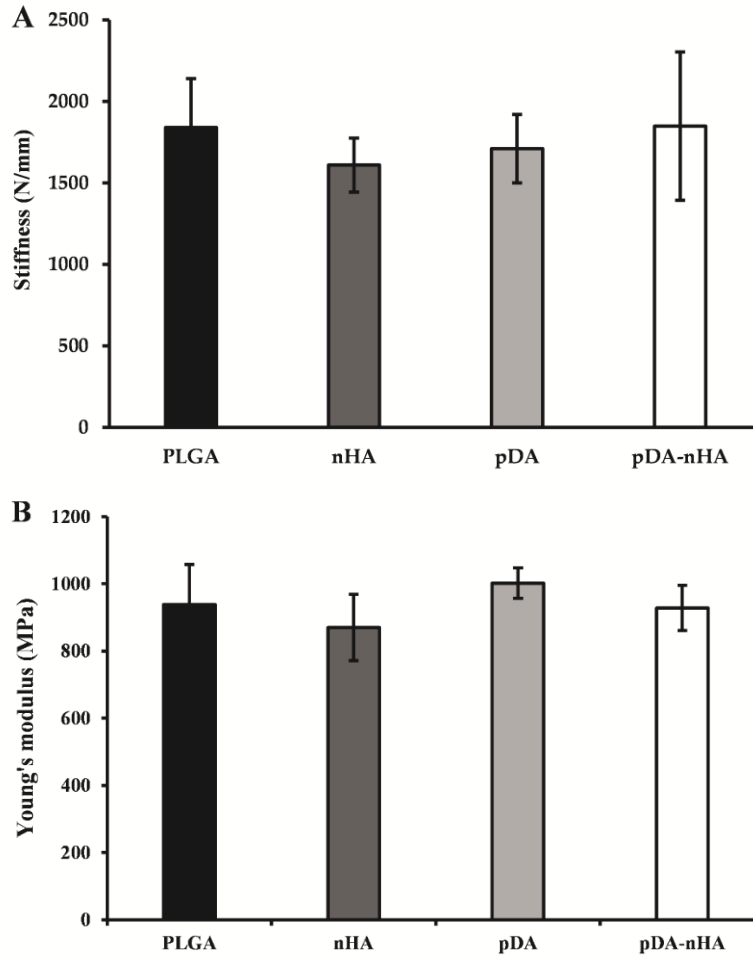 A
Stiffness (N/mm)
2500
2000
1500
1000
500
0
PLGA nHA pDA pDA-nHA
B
Young's modulus (MPa)
1200
1000
800
600
400
200
0
PLGA nHA pDA pDA-nHA